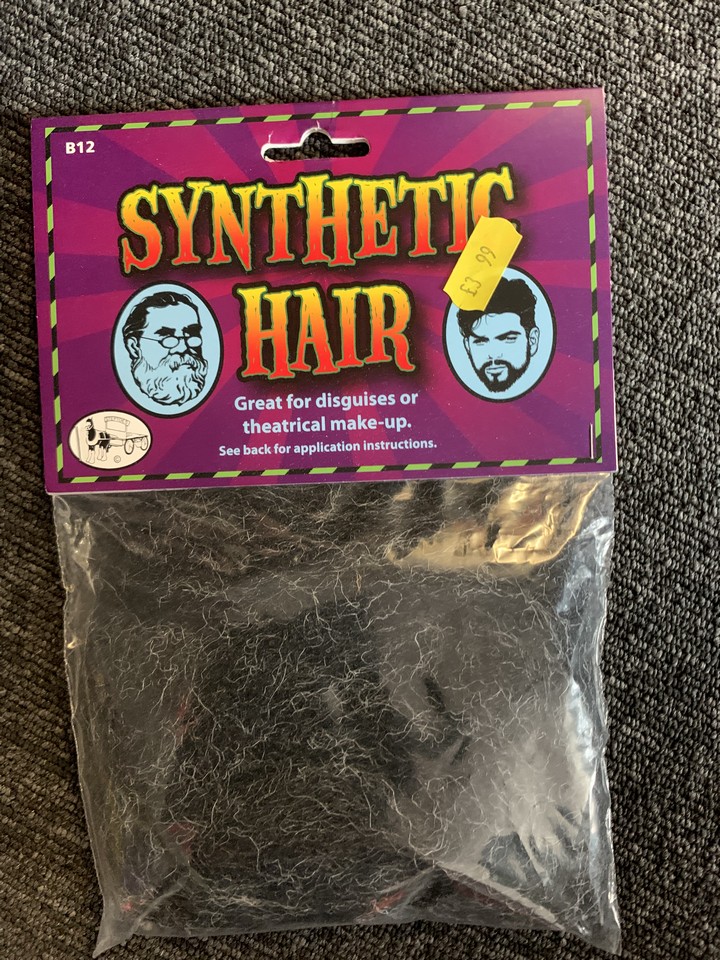 B12
SYNTHETIC
£3 99
HAIR
Great for disguises or
theatrical make-up.
See back for application instructions.
©